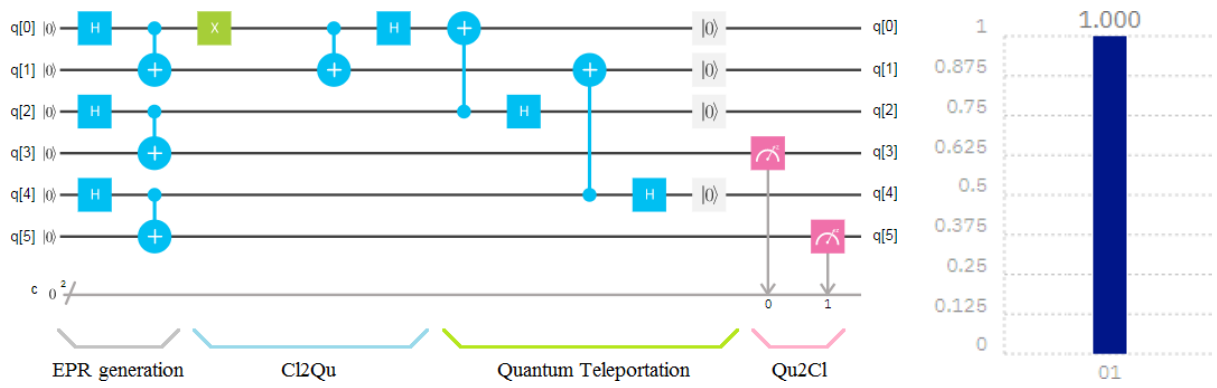 q[0] |0⟩ H X H |0⟩ q[0]
q[1] |0⟩ |0⟩ q[1]
q[2] |0⟩ H H |0⟩ q[2]
q[3] |0⟩ q[3]
q[4] |0⟩ H H |0⟩ q[4]
q[5] |0⟩ q[5]
c 0 2
0 1
EPR generation Cl2Qu Quantum Teleportation Qu2Cl
1.000
1
0.875
0.75
0.625
0.5
0.375
0.25
0.125
0
01